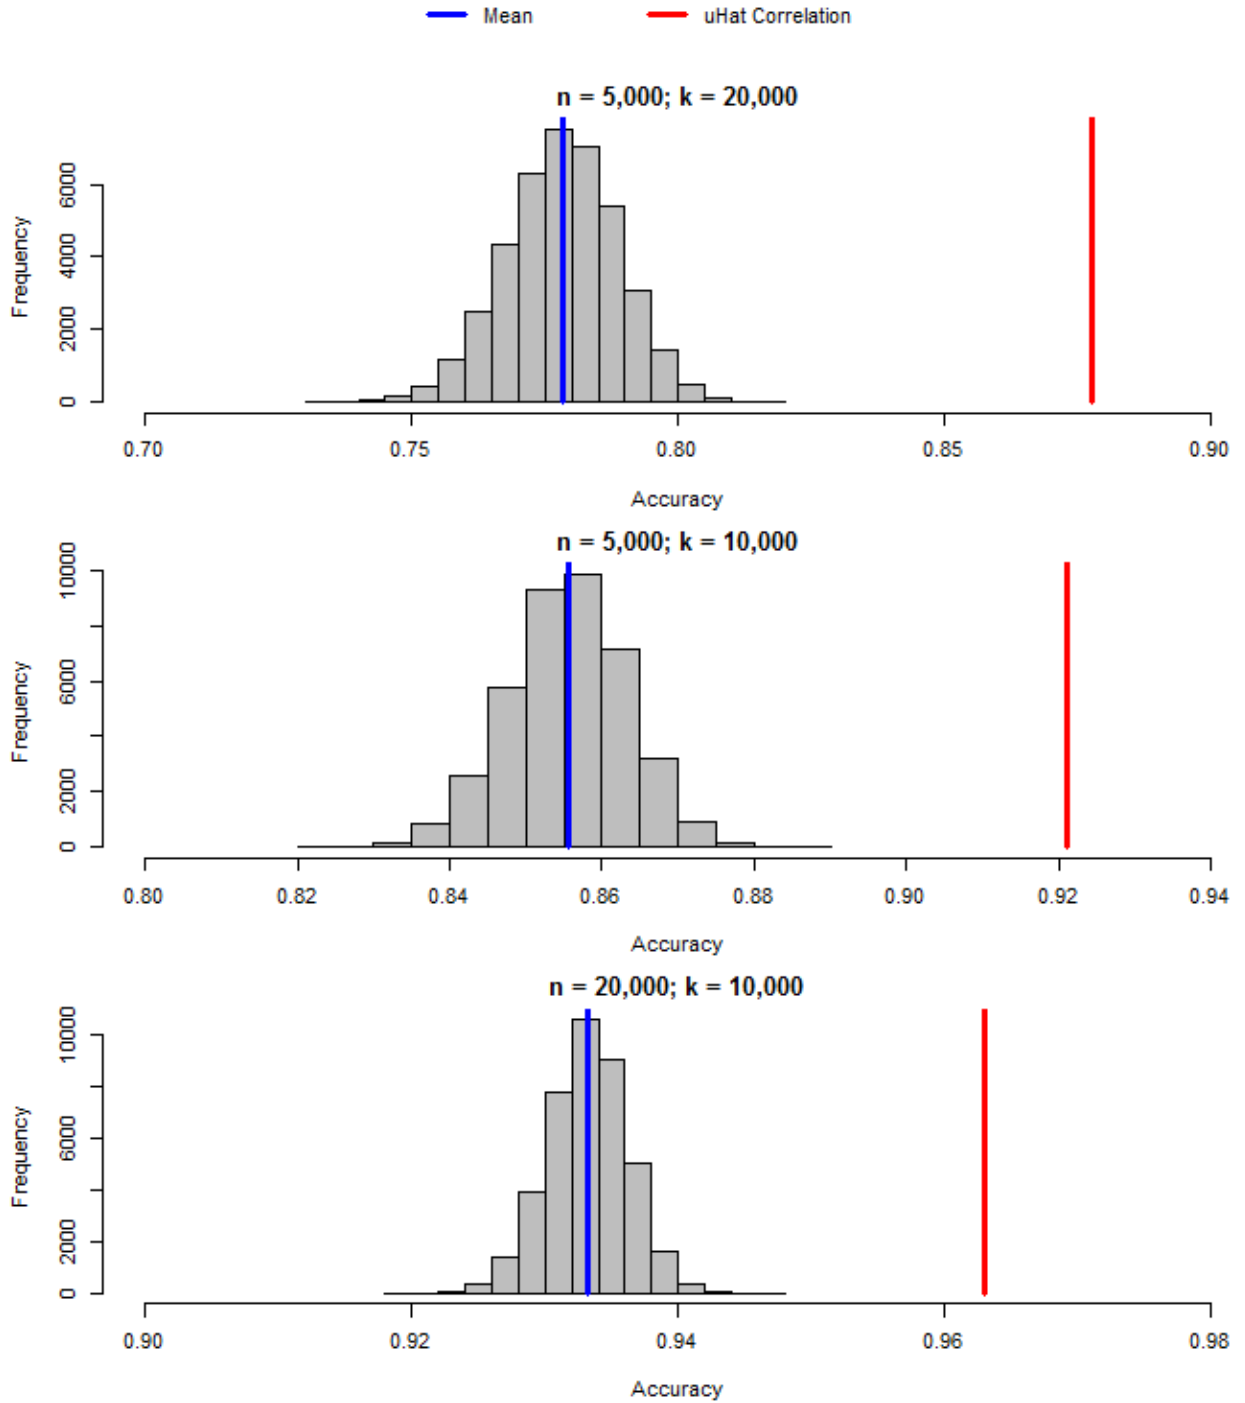 Mean uHat Correlation
n = 5,000; k = 20,000
Frequency
0 2000 4000 6000
0.70 0.75 0.80 0.85 0.90
Accuracy
n = 5,000; k = 10,000
Frequency
0 2000 6000 10000
0.80 0.82 0.84 0.86 0.88 0.90 0.92 0.94
Accuracy
n = 20,000; k = 10,000
Frequency
0 2000 6000 10000
0.90 0.92 0.94 0.96 0.98
Accuracy